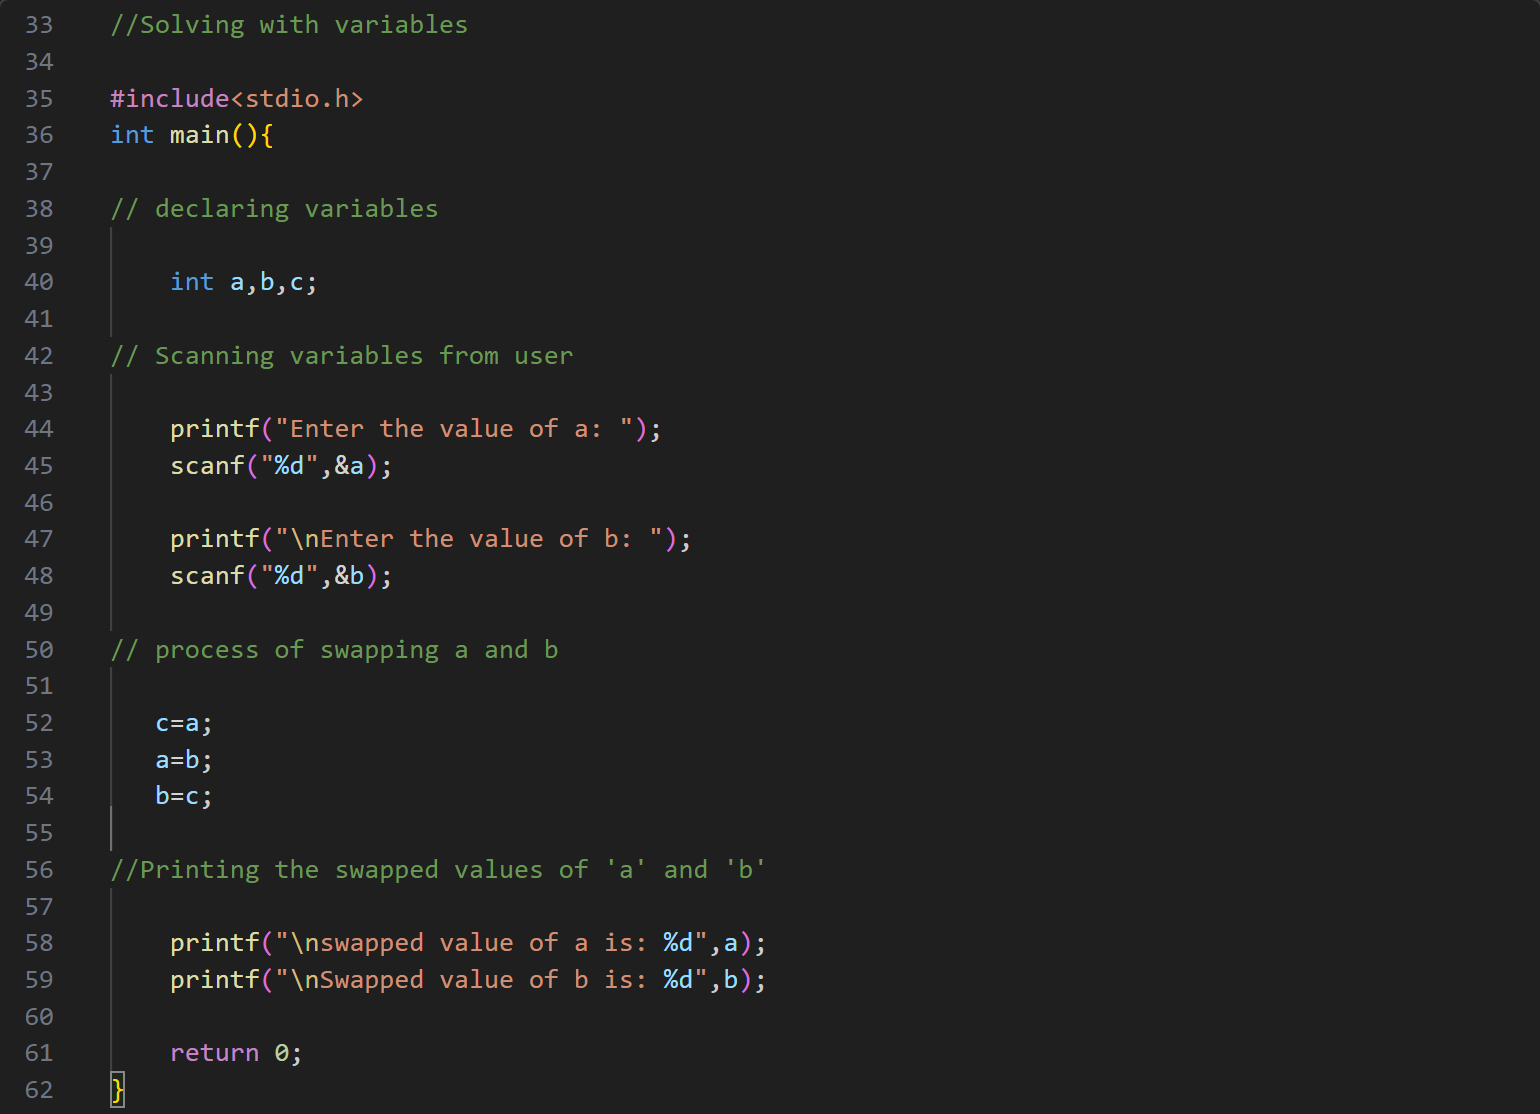 33 //Solving with variables
34
35 #include<stdio.h>
36 int main(){
37
38 // declaring variables
39
40     int a,b,c;
41
42 // Scanning variables from user
43
44     printf("Enter the value of a: ");
45     scanf("%d",&a);
46
47     printf("\nEnter the value of b: ");
48     scanf("%d",&b);
49
50 // process of swapping a and b
51
52    c=a;
53    a=b;
54    b=c;
55
56 //Printing the swapped values of 'a' and 'b'
57
58     printf("\nswapped value of a is: %d",a);
59     printf("\nSwapped value of b is: %d",b);
60
61     return 0;
62 }